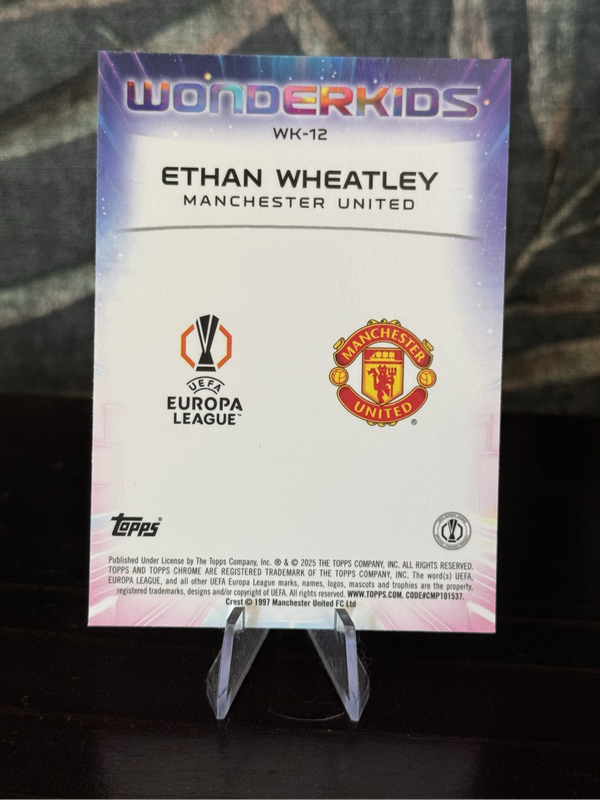 WONDERKIDS
WK-12
ETHAN WHEATLEY
MANCHESTER UNITED
UEFA
EUROPA
LEAGUE™
MANCHESTER
UNITED
®
topps®
Published Under License by The Topps Company, Inc. ® & © 2025 THE TOPPS COMPANY, INC. ALL RIGHTS RESERVED.
TOPPS AND TOPPS CHROME ARE REGISTERED TRADEMARK OF THE TOPPS COMPANY, INC. The word(s) UEFA,
EUROPA LEAGUE, and all other UEFA Europa League marks, names, logos, mascots and trophies are the property,
registered trademarks, designs and/or copyright of UEFA. All rights reserved. WWW.TOPPS.COM. CODE#CMP101537.
Crest © 1997 Manchester United FC Ltd